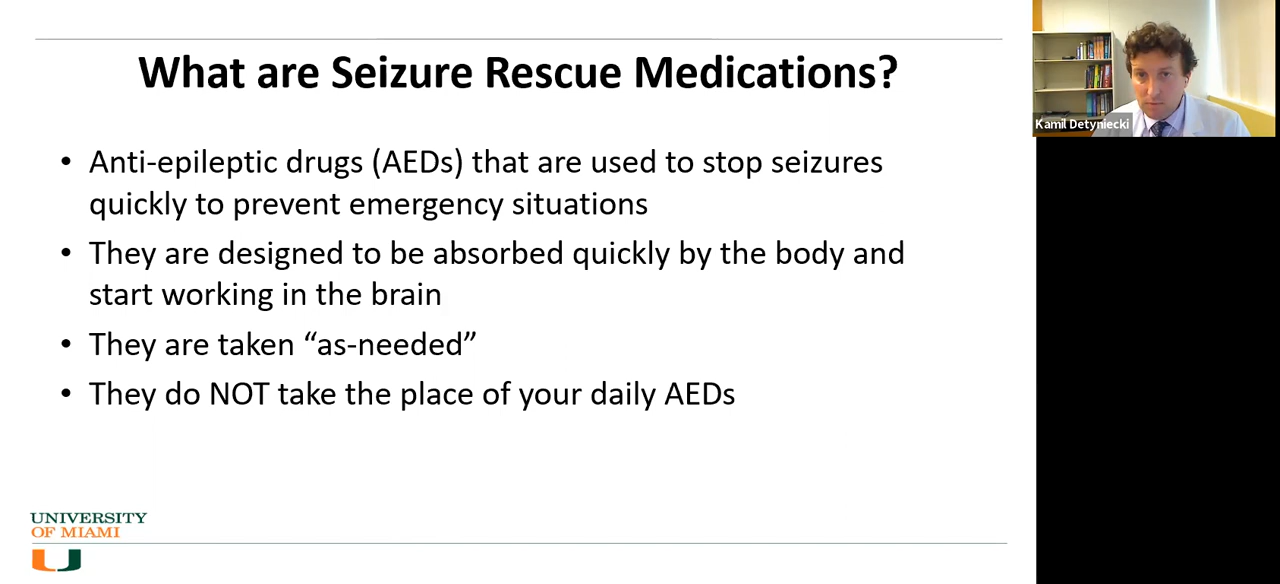 What are Seizure Rescue Medications?
• Anti-epileptic drugs (AEDs) that are used to stop seizures
quickly to prevent emergency situations
• They are designed to be absorbed quickly by the body and
start working in the brain
• They are taken “as-needed”
• They do NOT take the place of your daily AEDs
UNIVERSITY
OF MIAMI
Kamil Detyniecki